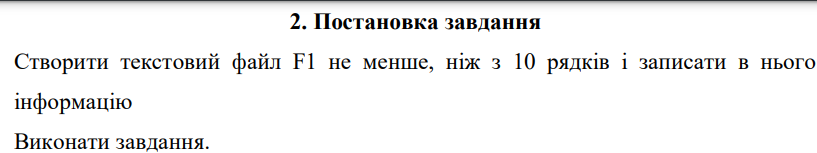 2. Постановка завдання
Створити текстовий файл F1 не менше, ніж з 10 рядків і записати в нього
інформацію
Виконати завдання.